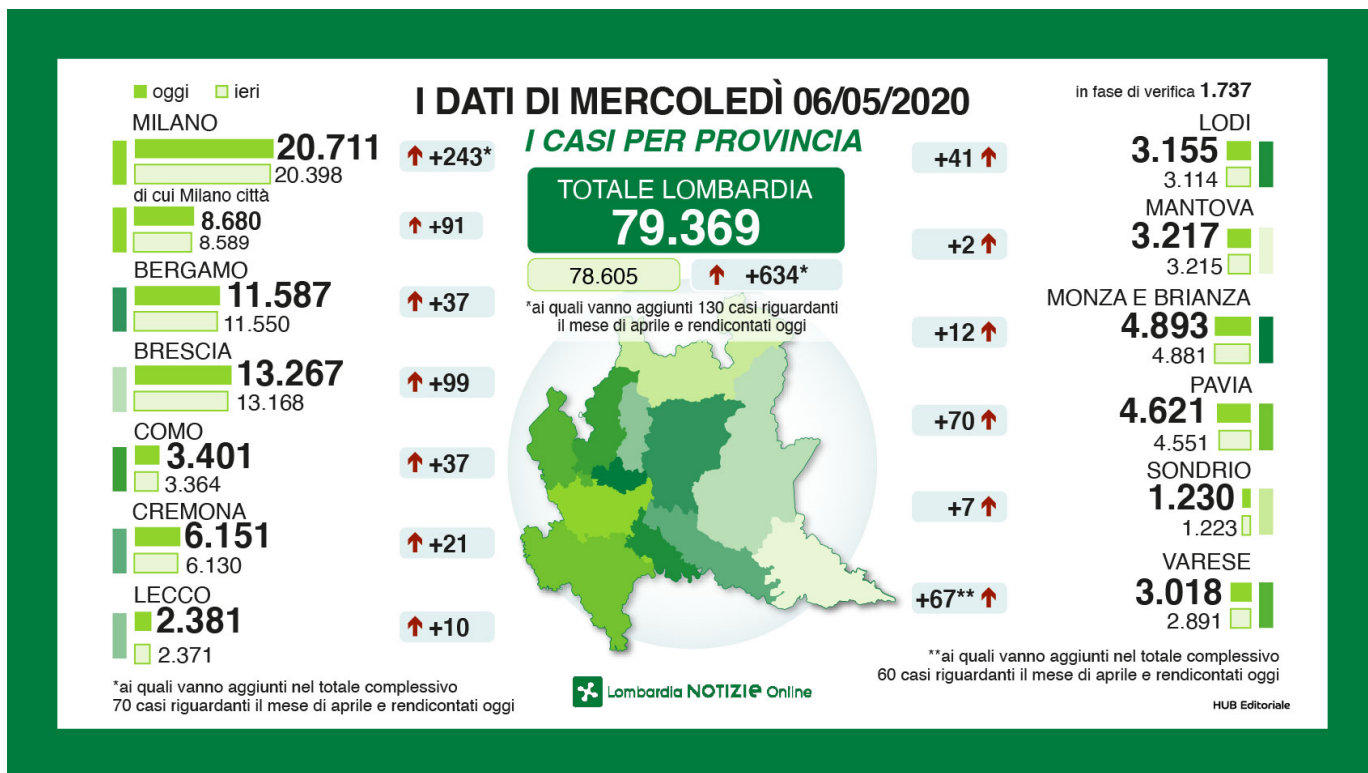 I DATI DI MERCOLEDÌ 06/05/2020
I CASI PER PROVINCIA
TOTALE LOMBARDIA
79.369
78.605
+634*
*ai quali vanno aggiunti 130 casi riguardanti
il mese di aprile e rendicontati oggi
oggi ieri
MILANO
20.711
20.398
+243*
di cui Milano città
8.680
8.589
+91
BERGAMO
11.587
11.550
+37
BRESCIA
13.267
13.168
+99
COMO
3.401
3.364
+37
CREMONA
6.151
6.130
+21
LECCO
2.381
2.371
+10
*ai quali vanno aggiunti nel totale complessivo
70 casi riguardanti il mese di aprile e rendicontati oggi
in fase di verifica 1.737
LODI
+41
3.155
3.114
MANTOVA
+2
3.217
3.215
MONZA E BRIANZA
+12
4.893
4.881
PAVIA
+70
4.621
4.551
SONDRIO
+7
1.230
1.223
VARESE
+67**
3.018
2.891
**ai quali vanno aggiunti nel totale complessivo
60 casi riguardanti il mese di aprile e rendicontati oggi
Lombardia NOTIZIE Online
HUB Editoriale